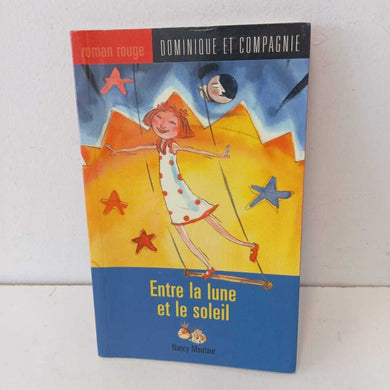 roman rouge DOMINIQUE ET COMPAGNIE
Entre la lune
et le soleil
Nancy Montour